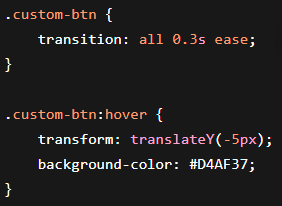 .custom-btn {
    transition: all 0.3s ease;
}

.custom-btn:hover {
    transform: translateY(-5px);
    background-color: #D4AF37;
}